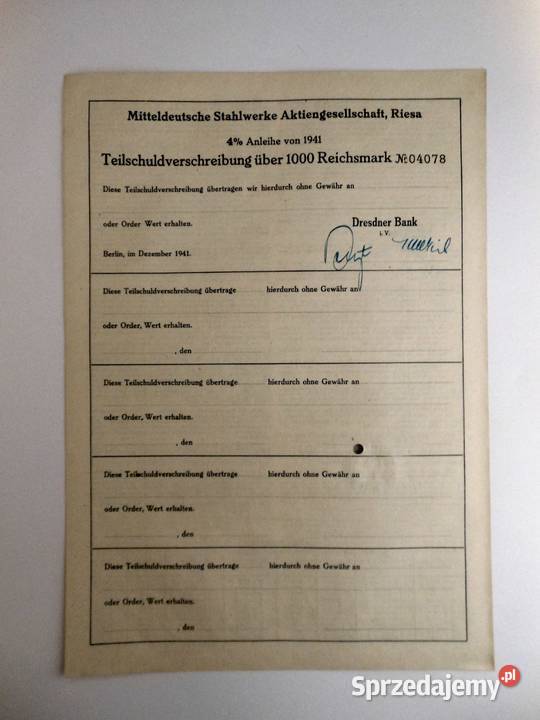 Mitteldeutsche Stahlwerke Aktiengesellschaft, Riesa
4% Anleihe von 1941
Teilschuldverschreibung über 1000 Reichsmark № 04078
Diese Teilschuldverschreibung übertragen wir hierdurch ohne Gewähr an
oder Order Wert erhalten.
Dresdner Bank
i. V.
Berlin, im Dezember 1941.
Diese Teilschuldverschreibung übertrage hierdurch ohne Gewähr an
oder Order, Wert erhalten.
, den
Diese Teilschuldverschreibung übertrage hierdurch ohne Gewähr an
oder Order, Wert erhalten.
, den
Diese Teilschuldverschreibung übertrage hierdurch ohne Gewähr an
oder Order, Wert erhalten.
, den
Diese Teilschuldverschreibung übertrage hierdurch ohne Gewähr an
oder Order, Wert erhalten.
, den
Sprzedajemy.pl